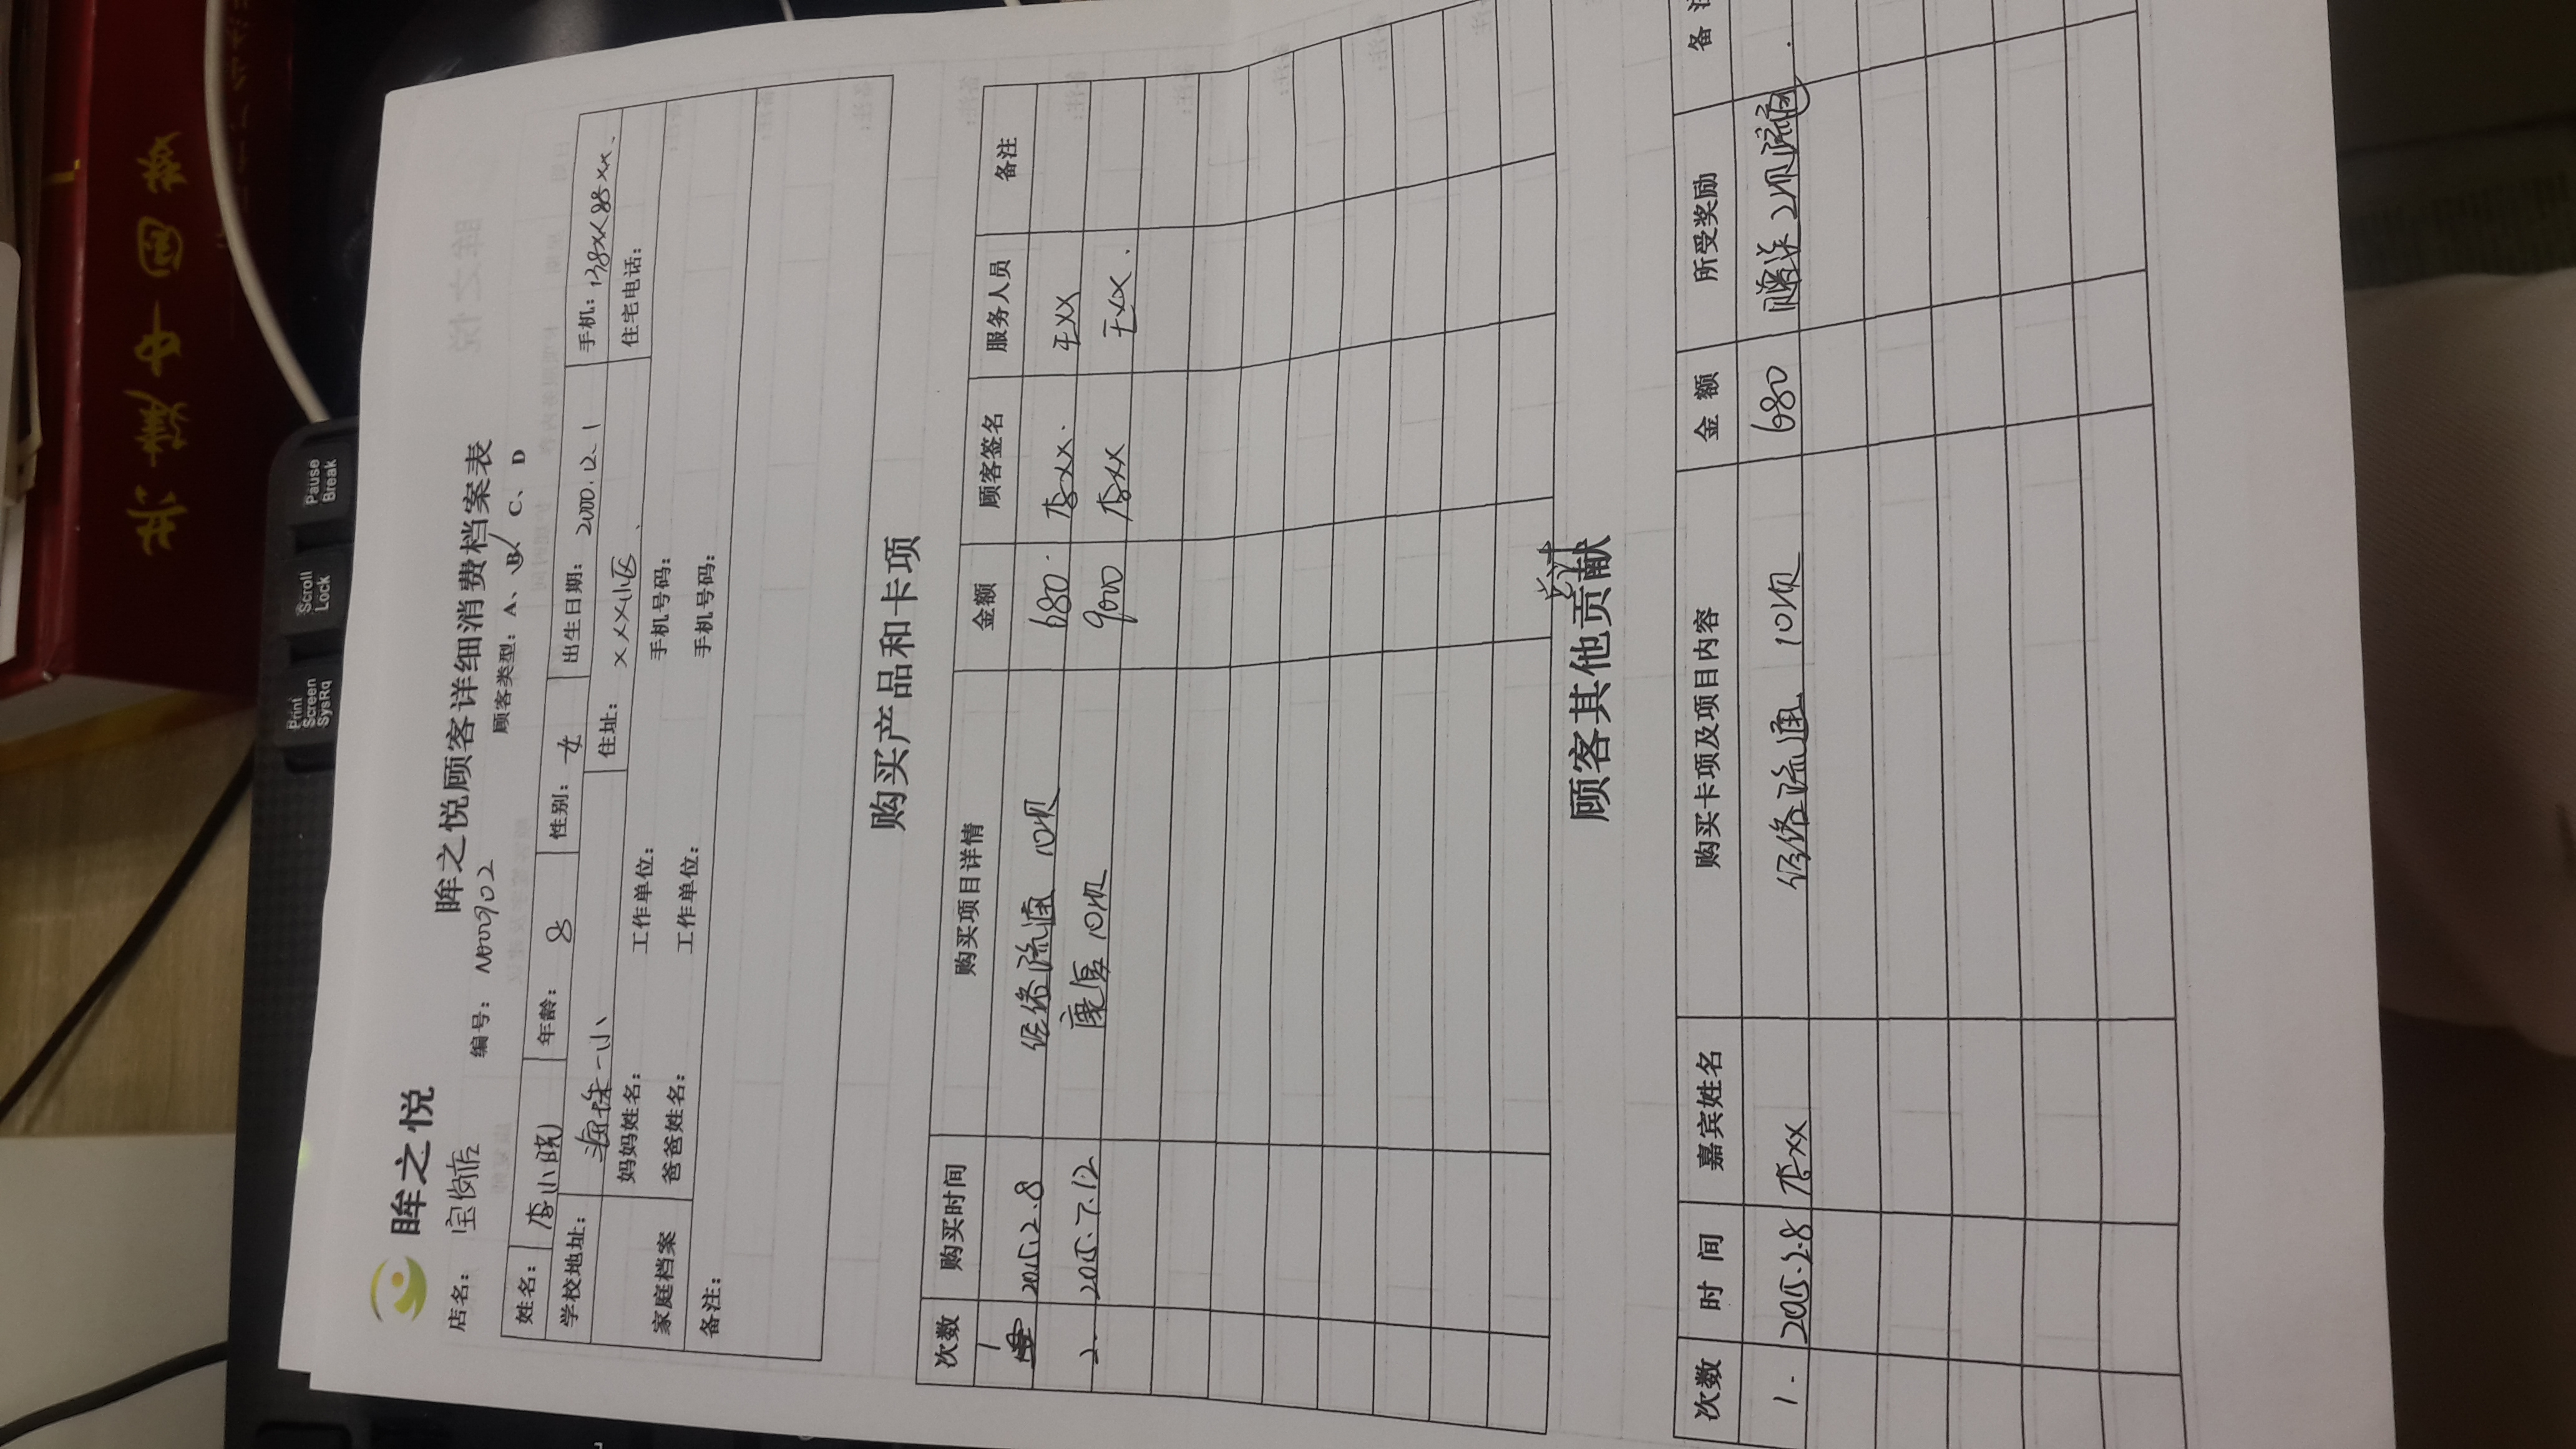 共建中国梦
Print Screen SysRq
Scroll Lock
Pause Break
眸之悦
眸之悦顾客详细消费档案表
店名： 宝岗店 编号： N000902 顾客类型：A、B、C、D
姓名： 李小晓 年龄： 8 性别： 女 出生日期： 2000.12.1 手机：138xx88xx.
学校地址： 海珠一小 住址： xxx小区. 住宅电话：
家庭档案
妈妈姓名： 工作单位： 手机号码：
爸爸姓名： 工作单位： 手机号码：
备注：
购买产品和卡项
次数 购买时间 购买项目详情 金额 顾客签名 服务人员 备注
1 2015.2.8 经络疏通 10次 680 李xx. 王xx
2. 2015.7.12 康复10次 9000 李xx 王xx.
总计
顾客其他贡献
次数 时 间 嘉宾姓名 购买卡项及项目内容 金 额 所受奖励 备 注
1. 2015.2.8 李xx 经络疏通 10次 680 赠送2次疏通.